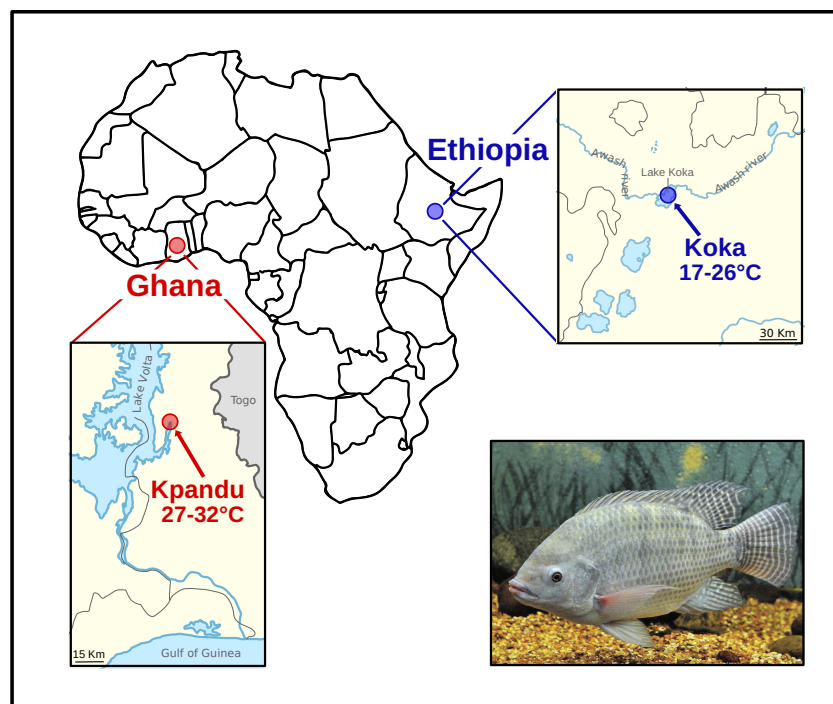 Ethiopia
Ghana
Awash
river
Lake Koka
Awash river
Koka
17-26°C
30 Km
Lake Volta
Togo
Kpandu
27-32°C
15 Km
Gulf of Guinea